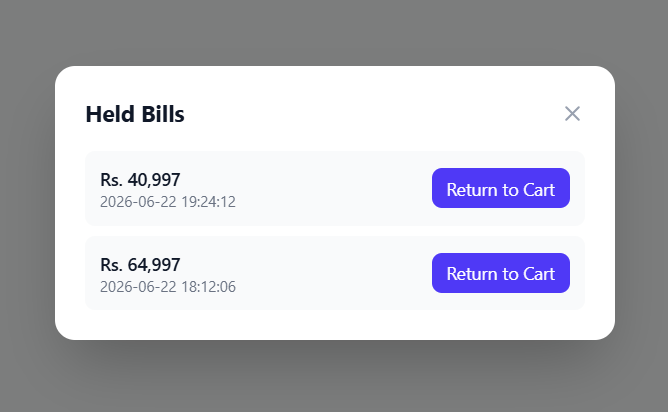 Held Bills
Rs. 40,997
2026-06-22 19:24:12
Return to Cart
Rs. 64,997
2026-06-22 18:12:06
Return to Cart